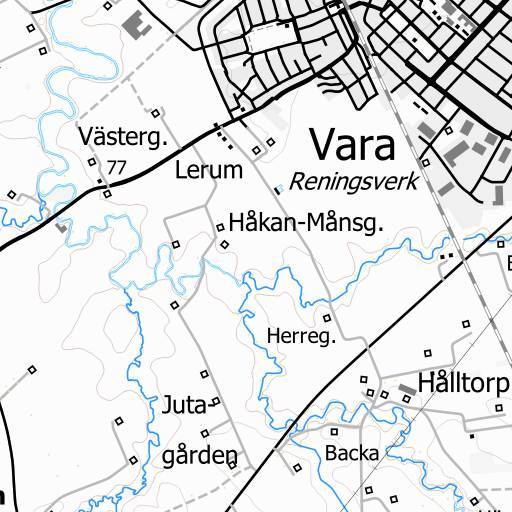 Västerg.
Vara
77
Lerum
Reningsverk
Håkan-Månsg.
Herreg.
Hålltorp
Juta-
gården
Backa